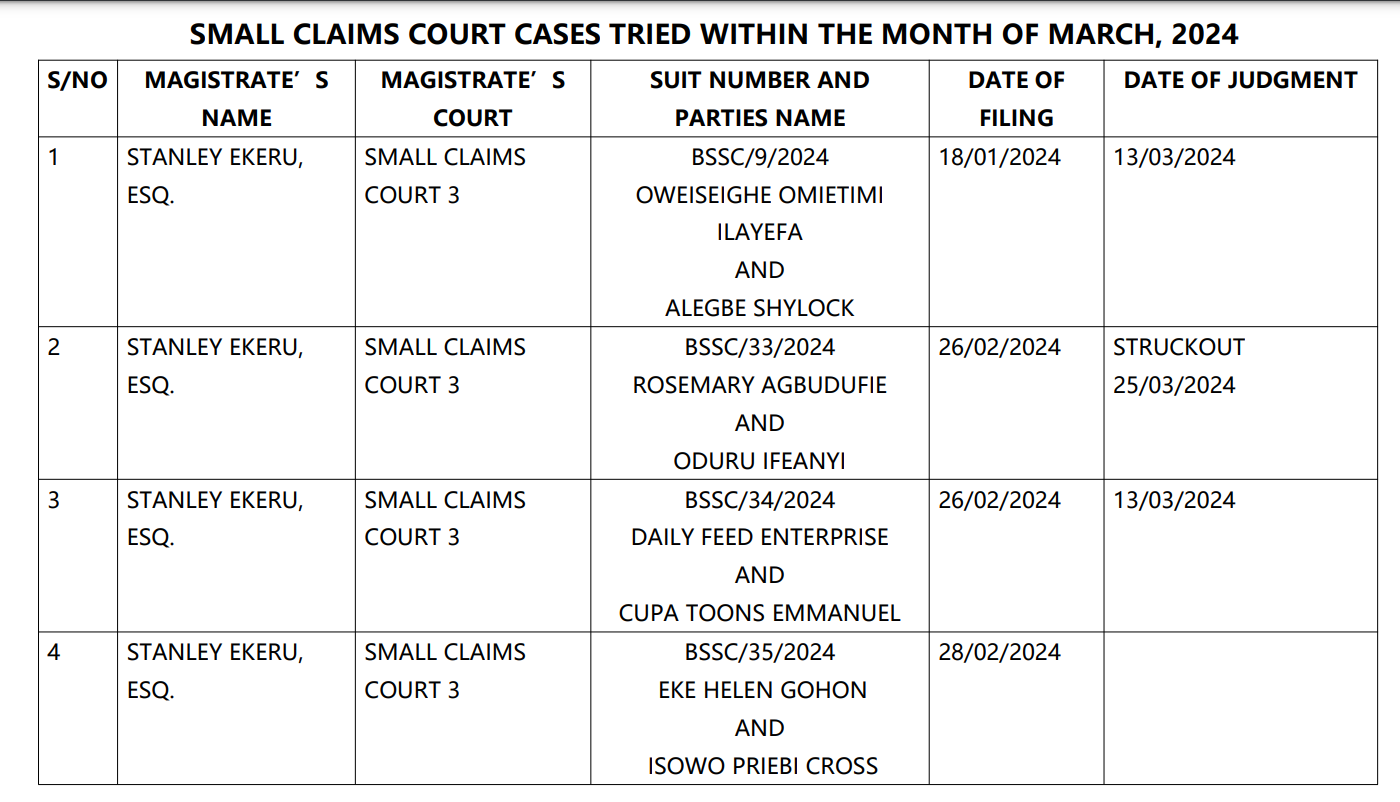 SMALL CLAIMS COURT CASES TRIED WITHIN THE MONTH OF MARCH, 2024
S/NO
MAGISTRATE’ S
NAME
MAGISTRATE’ S
COURT
SUIT NUMBER AND
PARTIES NAME
DATE OF
FILING
DATE OF JUDGMENT
1
STANLEY EKERU,
ESQ.
SMALL CLAIMS
COURT 3
BSSC/9/2024
OWEISEIGHE OMIETIMI
ILAYEFA
AND
ALEGBE SHYLOCK
18/01/2024
13/03/2024
2
STANLEY EKERU,
ESQ.
SMALL CLAIMS
COURT 3
BSSC/33/2024
ROSEMARY AGBUDUFIE
AND
ODURU IFEANYI
26/02/2024
STRUCKOUT
25/03/2024
3
STANLEY EKERU,
ESQ.
SMALL CLAIMS
COURT 3
BSSC/34/2024
DAILY FEED ENTERPRISE
AND
CUPA TOONS EMMANUEL
26/02/2024
13/03/2024
4
STANLEY EKERU,
ESQ.
SMALL CLAIMS
COURT 3
BSSC/35/2024
EKE HELEN GOHON
AND
ISOWO PRIEBI CROSS
28/02/2024